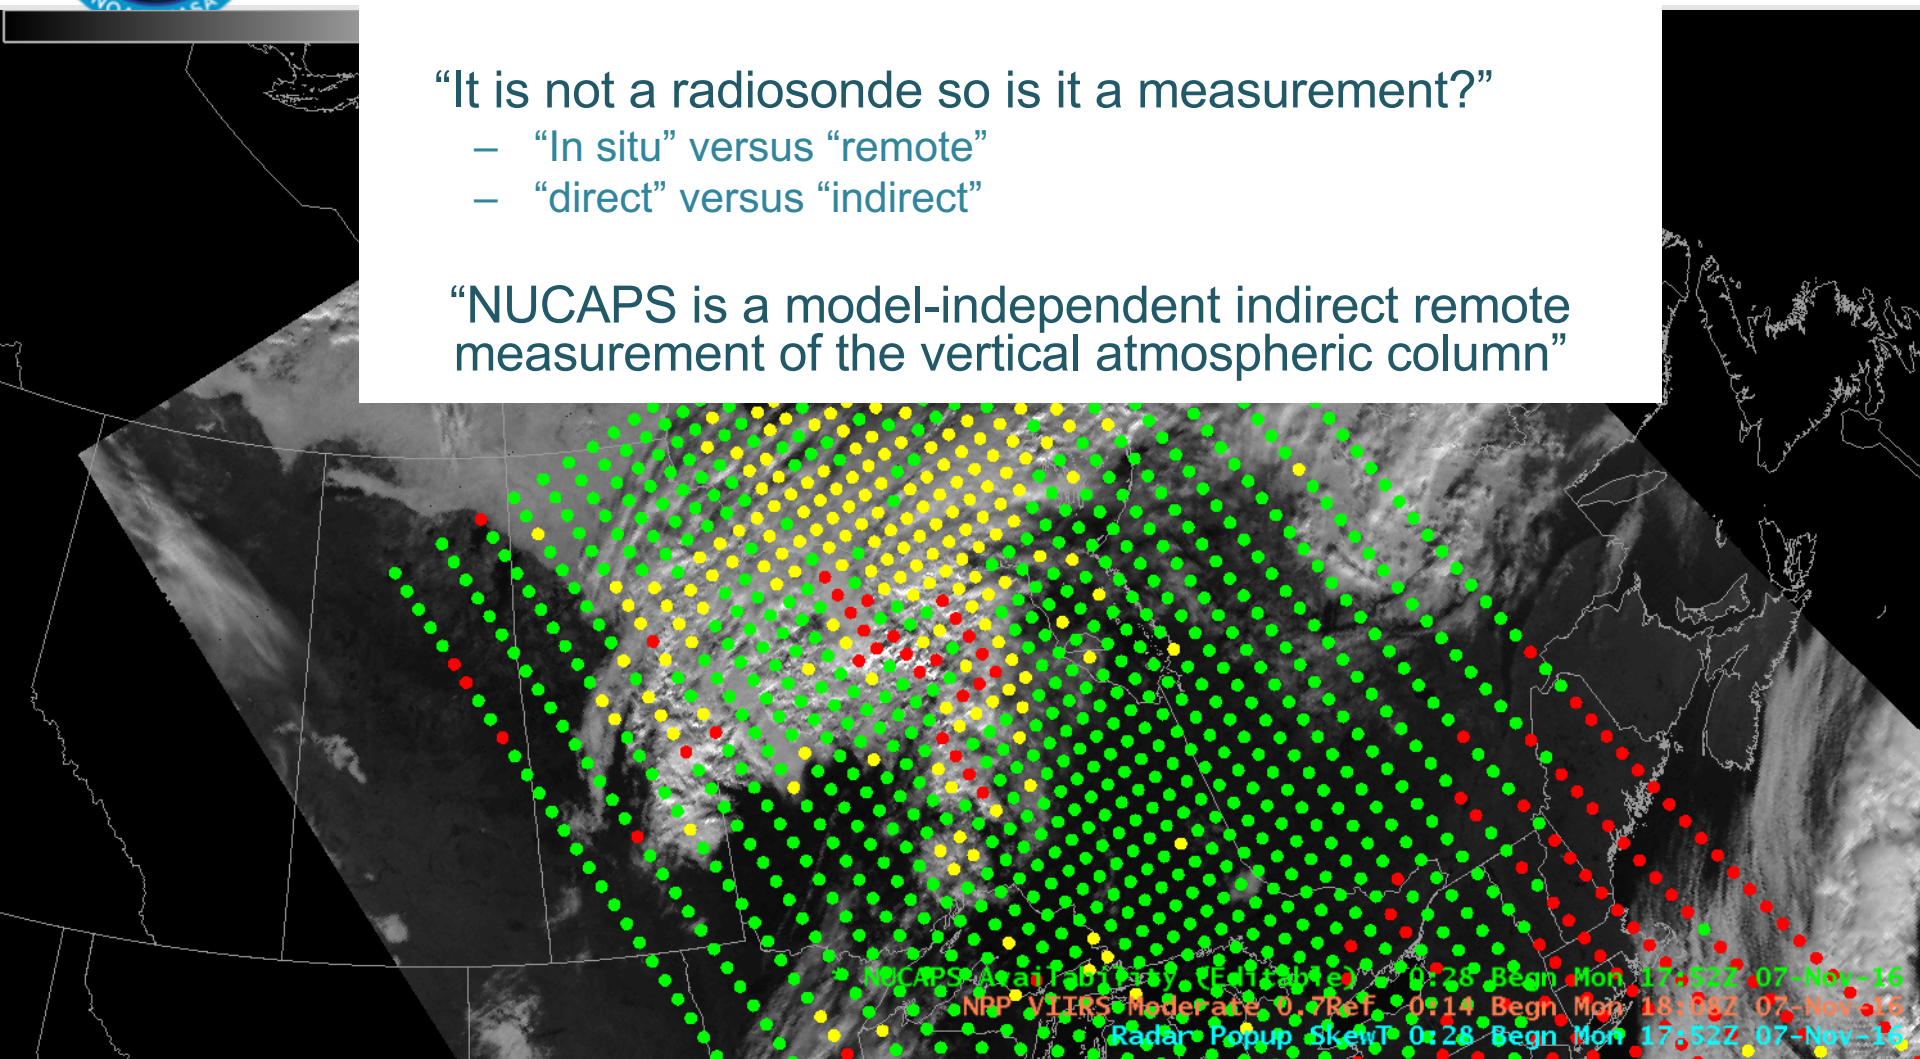 NOAA NASA
“It is not a radiosonde so is it a measurement?”
– “In situ” versus “remote”
– “direct” versus “indirect”
“NUCAPS is a model-independent indirect remote
measurement of the vertical atmospheric column”
NUCAPS Availability (Editable) 0:28 Begn Mon 17:52Z 07-Nov-16
NPP VIIRS Moderate 0.7Ref 0:14 Begn Mon 18:08Z 07-Nov-16
Radar Popup SkewT 0:28 Begn Mon 17:52Z 07-Nov-16